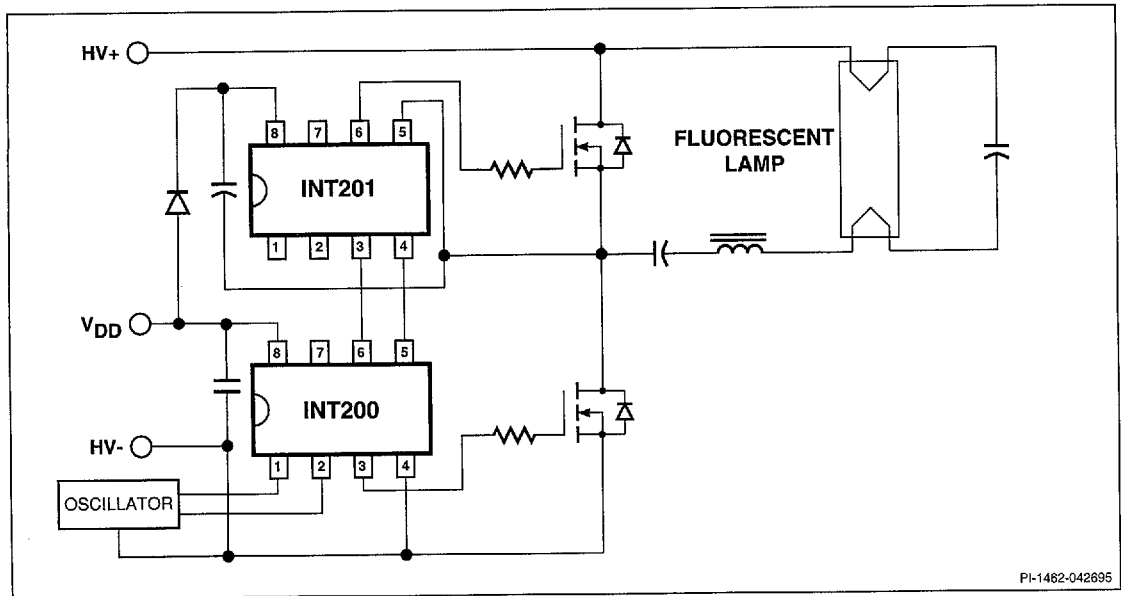 HV+
8 7 6 5
FLUORESCENT
LAMP
INT201
1 2 3 4
VDD
8 7 6 5
INT200
HV-
1 2 3 4
OSCILLATOR
PI-1462-042695